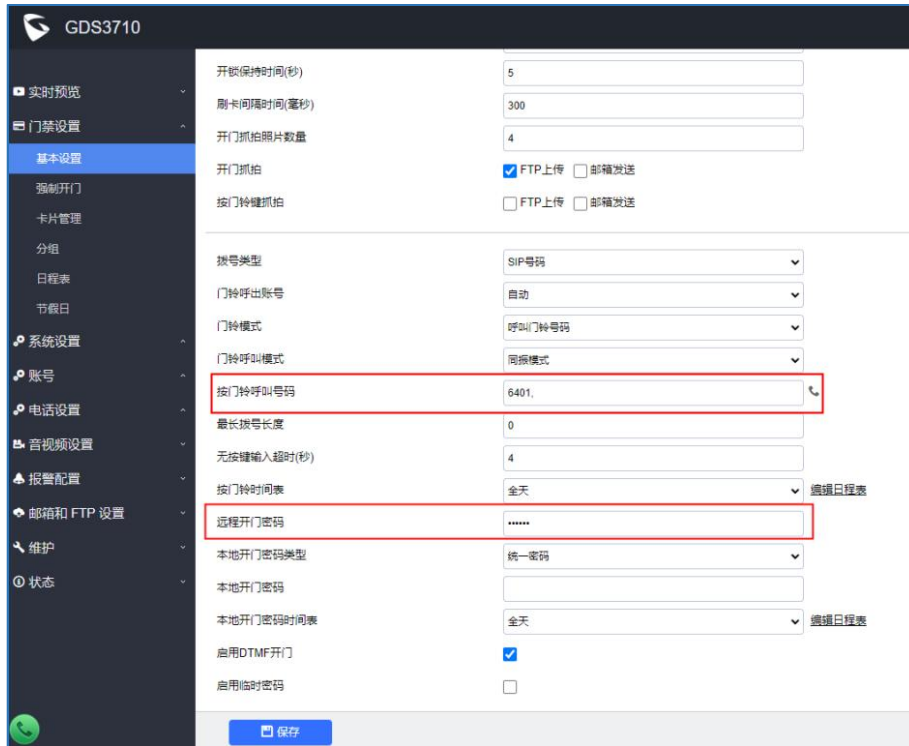 GDS3710
实时预览
门禁设置
基本设置
强制开门
卡片管理
分组
日程表
节假日
系统设置
账号
电话设置
音视频设置
报警配置
邮箱和 FTP 设置
维护
状态
开锁保持时间(秒) 5
刷卡间隔时间(毫秒) 300
开门抓拍照片数量 4
开门抓拍 FTP上传 邮箱发送
按门铃键抓拍 FTP上传 邮箱发送
拨号类型 SIP号码
门铃呼出账号 自动
门铃模式 呼叫门铃号码
门铃呼叫模式 同振模式
按门铃呼叫号码 6401,
最长拨号长度 0
无按键输入超时(秒) 4
按门铃时间表 全天 编辑日程表
远程开门密码 ••••••
本地开门密码类型 统一密码
本地开门密码
本地开门密码时间表 全天 编辑日程表
启用DTMF开门
启用临时密码
保存